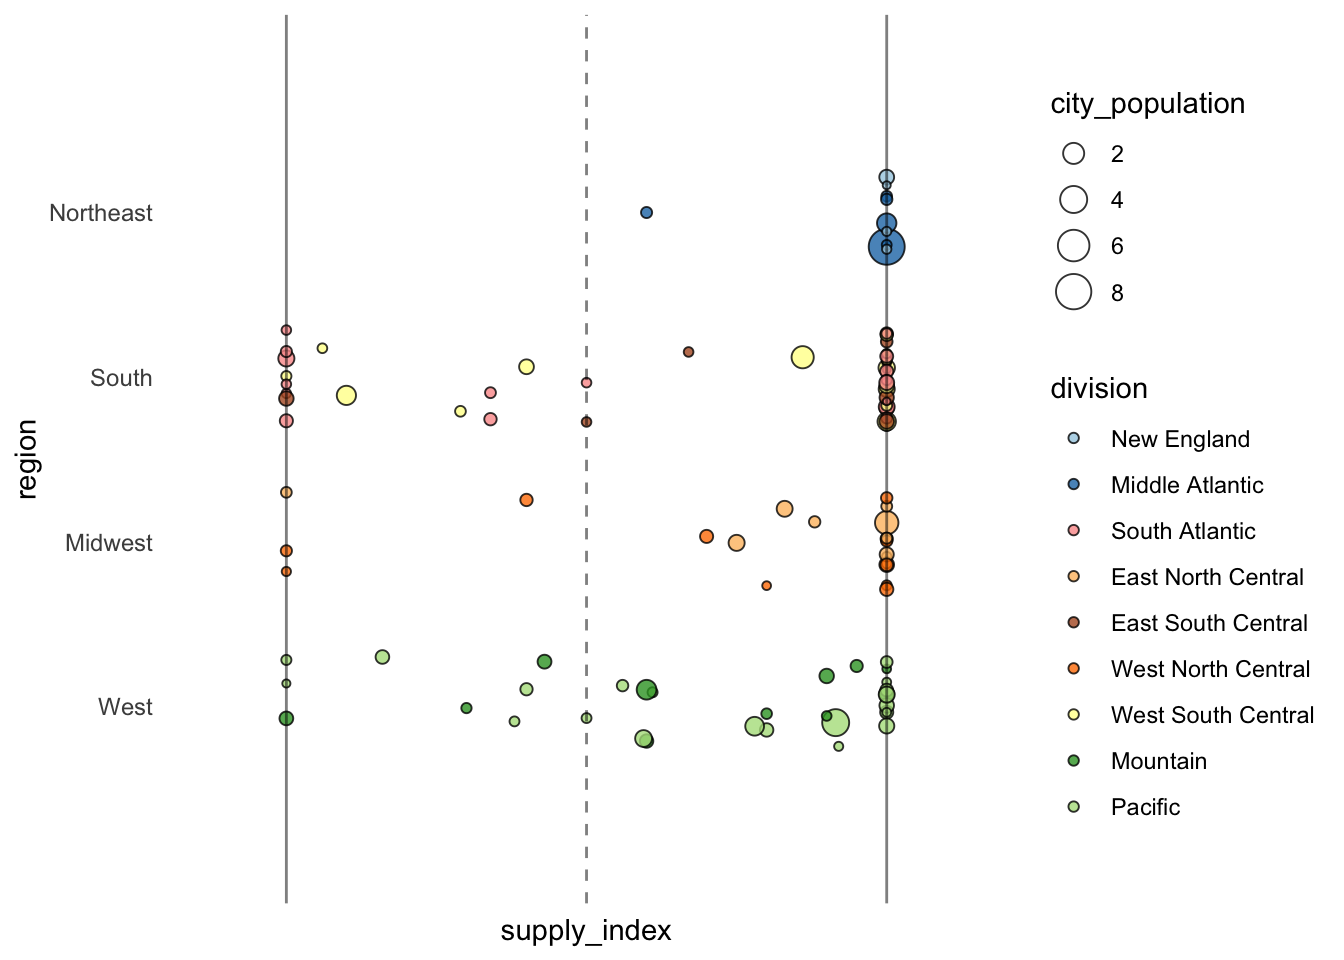 region
Northeast
South
Midwest
West
supply_index
city_population
2
4
6
8
division
New England
Middle Atlantic
South Atlantic
East North Central
East South Central
West North Central
West South Central
Mountain
Pacific